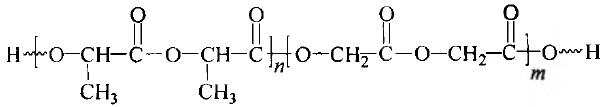 O O O O
H [ O—CH—C—O—CH—C ]n [ O—CH2—C—O—CH2—C ]m O H
CH3 CH3